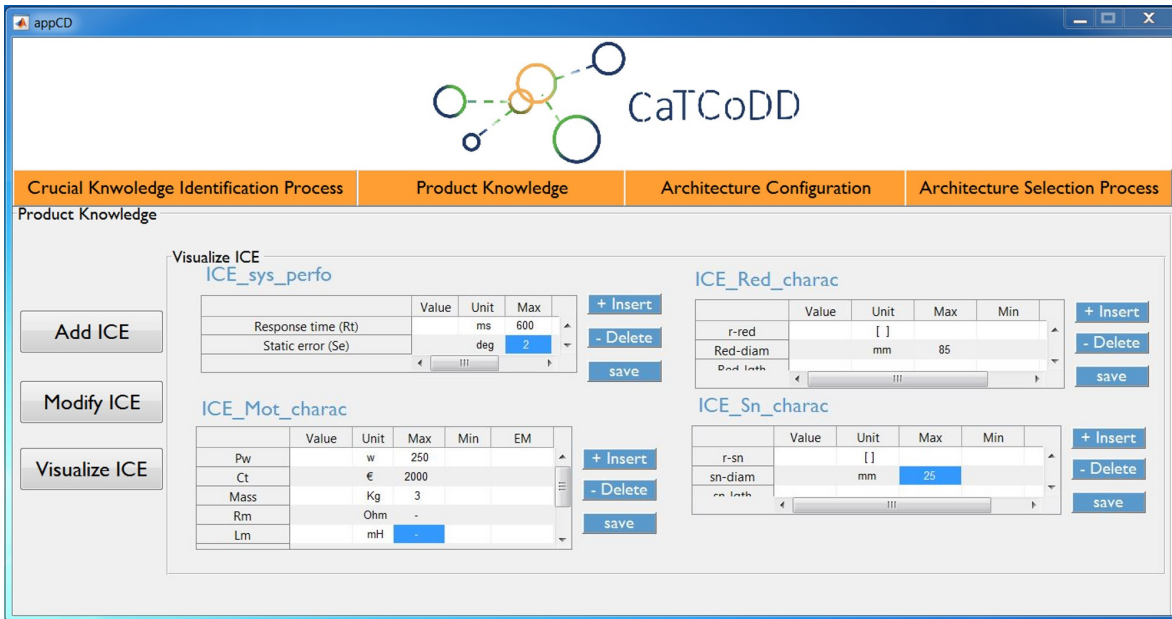 appCD
CaTCoDD
Crucial Knwoledge Identification Process Product Knowledge Architecture Configuration Architecture Selection Process
Product Knowledge
Visualize ICE
Add ICE
Modify ICE
Visualize ICE
ICE_sys_perfo
Value Unit Max
Response time (Rt) ms 600
Static error (Se) deg 2
+ Insert
- Delete
save
ICE_Red_charac
Value Unit Max Min
r-red [ ]
Red-diam mm 85
Red-lgth
+ Insert
- Delete
save
ICE_Mot_charac
Value Unit Max Min EM
Pw w 250
Ct € 2000
Mass Kg 3
Rm Ohm -
Lm mH -
+ Insert
- Delete
save
ICE_Sn_charac
Value Unit Max Min
r-sn [ ]
sn-diam mm 25
sn-lgth
+ Insert
- Delete
save